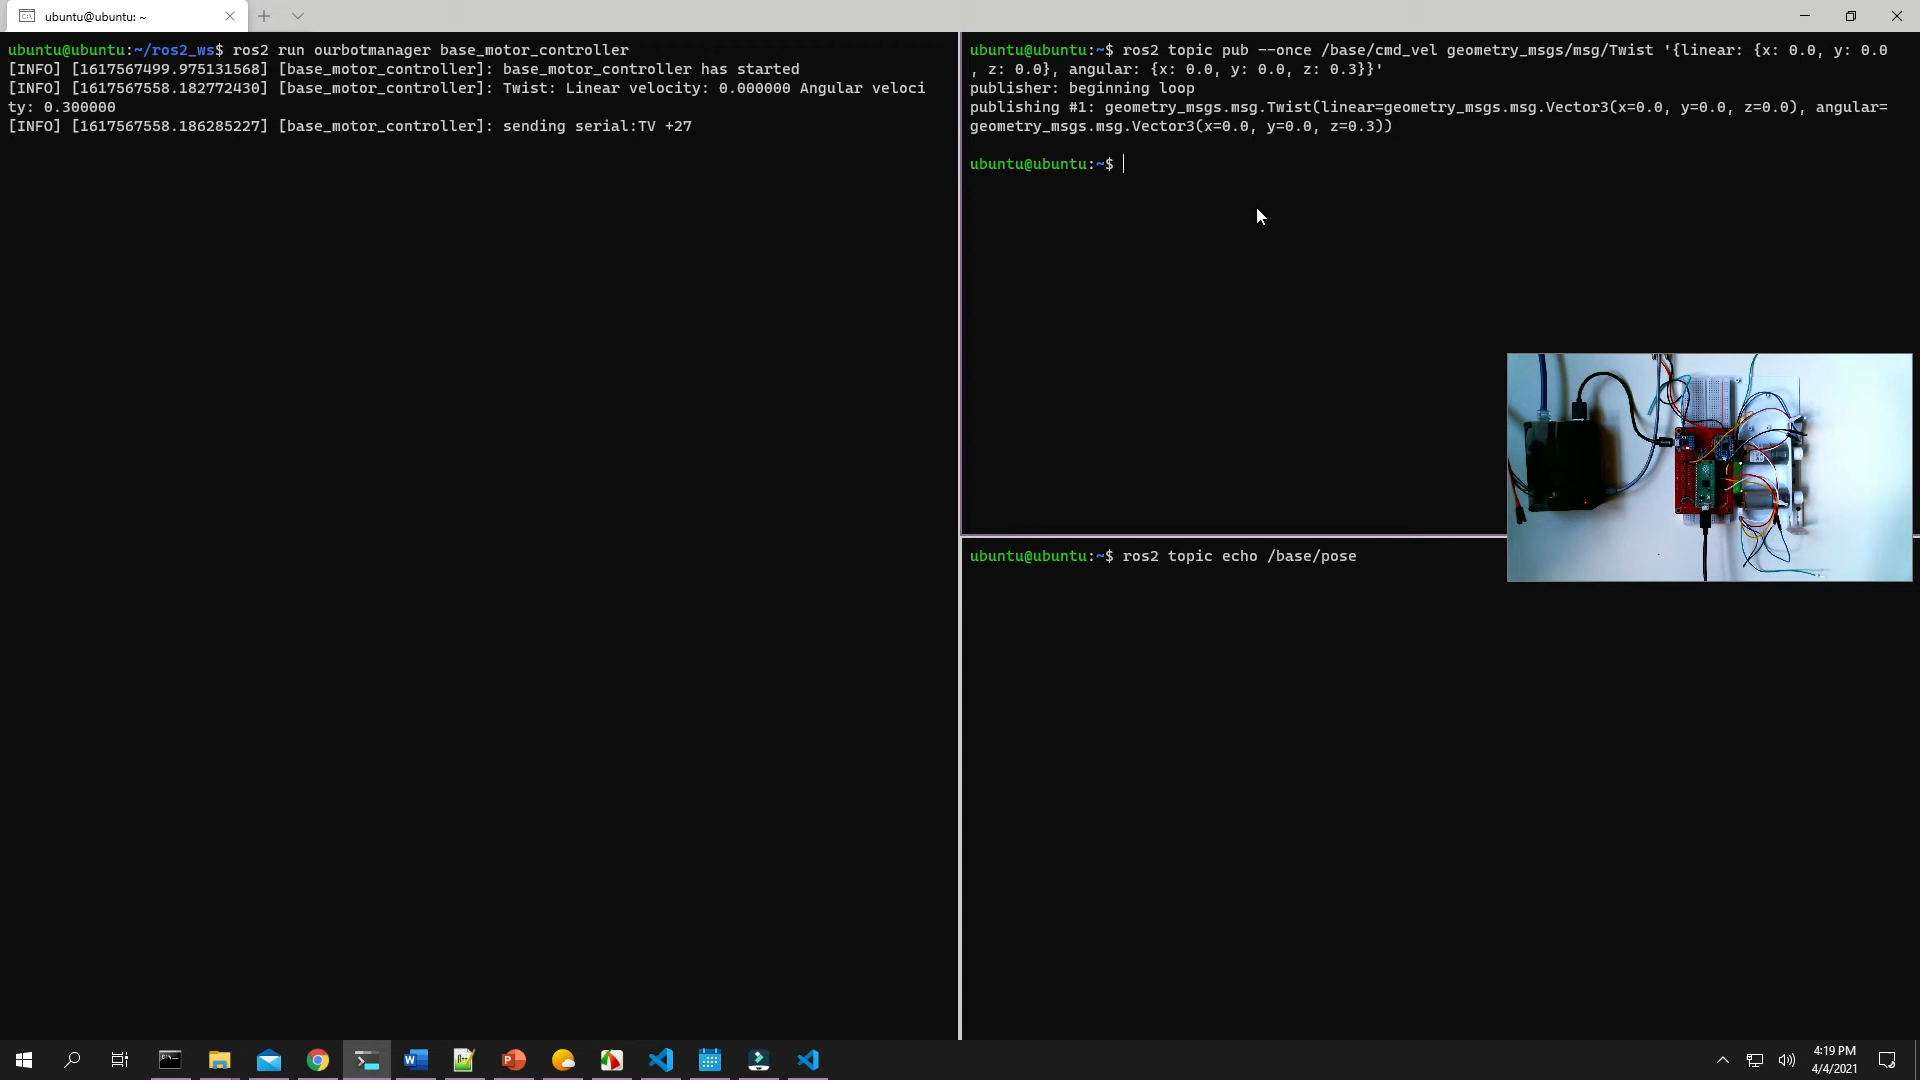 ubuntu@ubuntu: ~
ubuntu@ubuntu:~/ros2_ws$ ros2 run ourbotmanager base_motor_controller
[INFO] [1617567499.975131568] [base_motor_controller]: base_motor_controller has started
[INFO] [1617567558.182772430] [base_motor_controller]: Twist: Linear velocity: 0.000000 Angular veloci
ty: 0.300000
[INFO] [1617567558.186285227] [base_motor_controller]: sending serial:TV +27
ubuntu@ubuntu:~$ ros2 topic pub --once /base/cmd_vel geometry_msgs/msg/Twist '{linear: {x: 0.0, y: 0.0
, z: 0.0}, angular: {x: 0.0, y: 0.0, z: 0.3}}'
publisher: beginning loop
publishing #1: geometry_msgs.msg.Twist(linear=geometry_msgs.msg.Vector3(x=0.0, y=0.0, z=0.0), angular=
geometry_msgs.msg.Vector3(x=0.0, y=0.0, z=0.3))
ubuntu@ubuntu:~$
ubuntu@ubuntu:~$ ros2 topic echo /base/pose
4:19 PM
4/4/2021